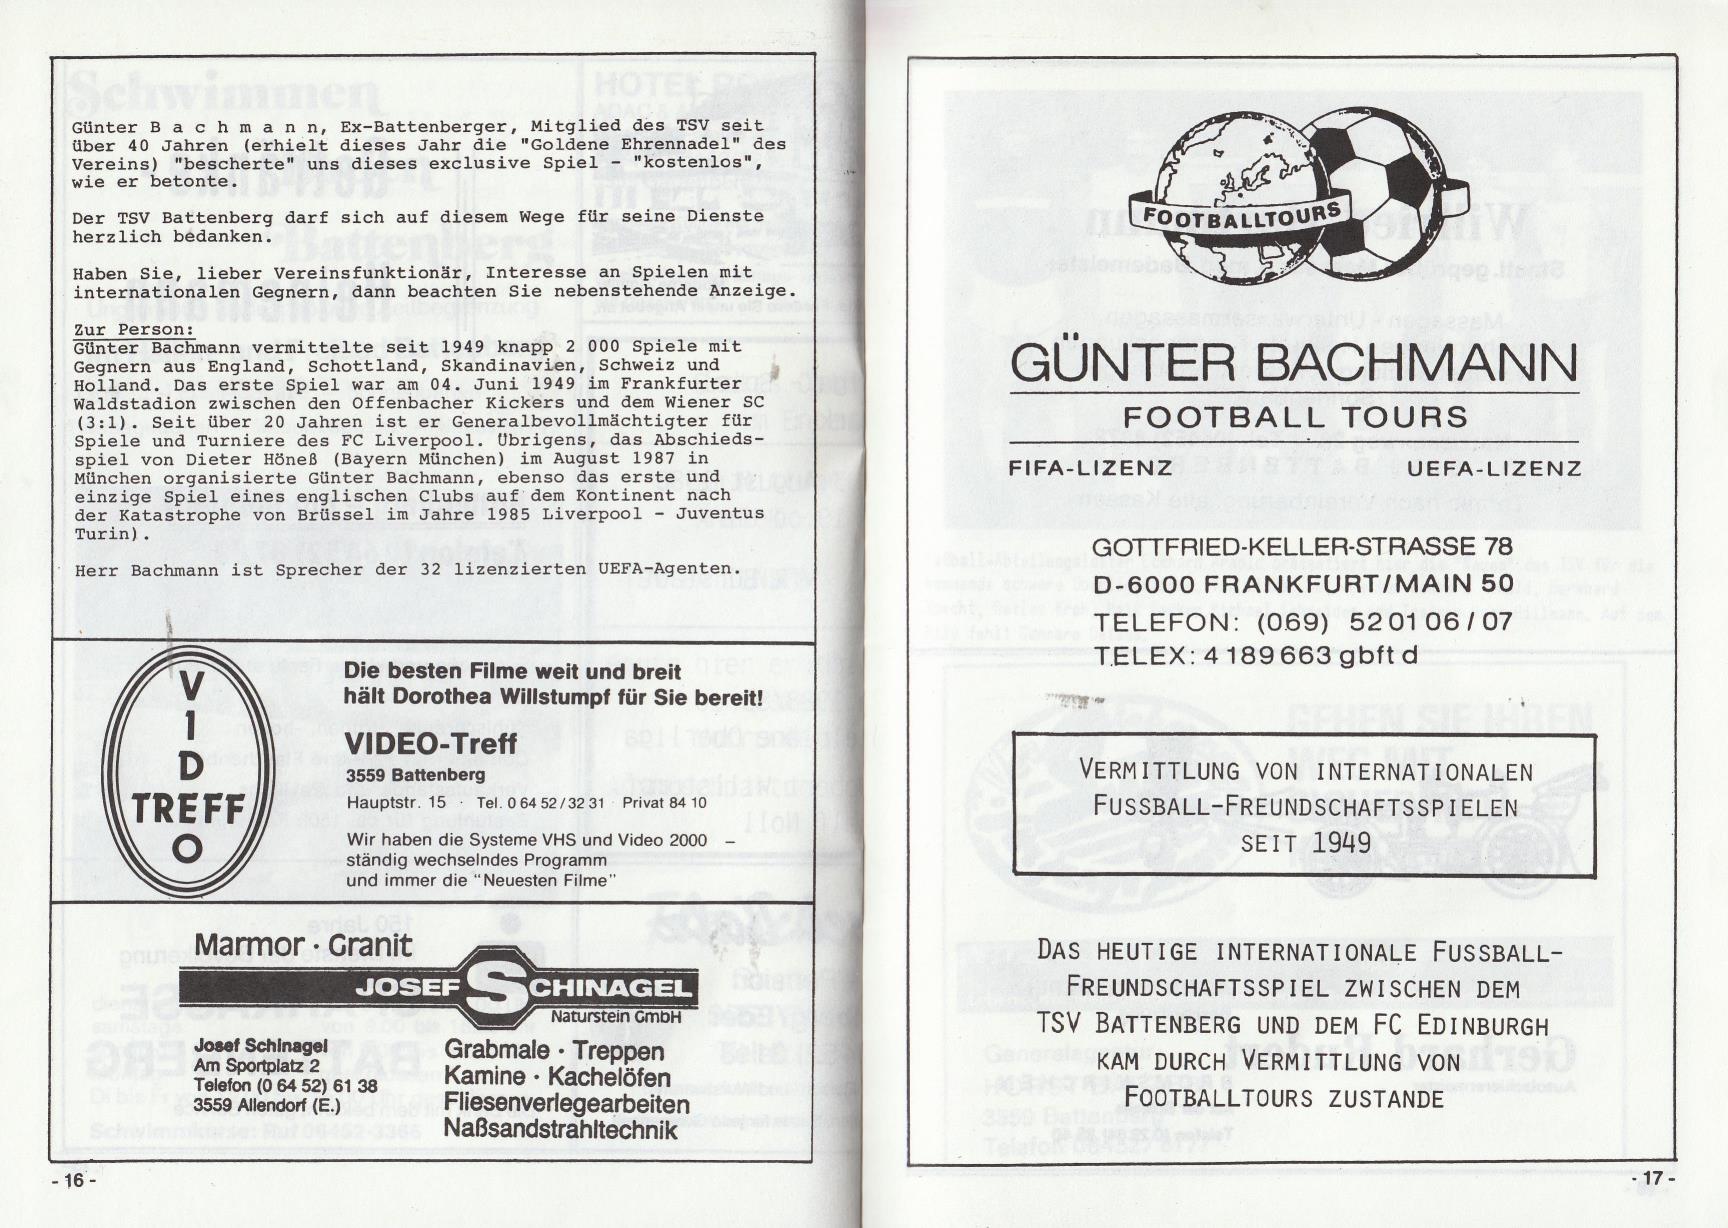 Günter B a c h m a n n, Ex-Battenberger, Mitglied des TSV seit
über 40 Jahren (erhielt dieses Jahr die "Goldene Ehrennadel" des
Vereins) "bescherte" uns dieses exclusive Spiel - "kostenlos",
wie er betonte.
Der TSV Battenberg darf sich auf diesem Wege für seine Dienste
herzlich bedanken.
Haben Sie, lieber Vereinsfunktionär, Interesse an Spielen mit
internationalen Gegnern, dann beachten Sie nebenstehende Anzeige.
Zur Person:
Günter Bachmann vermittelte seit 1949 knapp 2 000 Spiele mit
Gegnern aus England, Schottland, Skandinavien, Schweiz und
Holland. Das erste Spiel war am 04. Juni 1949 im Frankfurter
Waldstadion zwischen den Offenbacher Kickers und dem Wiener SC
(3:1). Seit über 20 Jahren ist er Generalbevollmächtigter für
Spiele und Turniere des FC Liverpool. Übrigens, das Abschieds-
spiel von Dieter Höneß (Bayern München) im August 1987 in
München organisierte Günter Bachmann, ebenso das erste und
einzige Spiel eines englischen Clubs auf dem Kontinent nach
der Katastrophe von Brüssel im Jahre 1985 Liverpool - Juventus
Turin).
Herr Bachmann ist Sprecher der 32 lizenzierten UEFA-Agenten.
VIDEO
TREFF
Die besten Filme weit und breit
hält Dorothea Willstumpf für Sie bereit!
VIDEO-Treff
3559 Battenberg
Hauptstr. 15 · Tel. 0 64 52 / 32 31 · Privat 84 10
Wir haben die Systeme VHS und Video 2000 –
ständig wechselndes Programm
und immer die "Neuesten Filme"
Marmor · Granit
JOSEF SCHINAGEL
Naturstein GmbH
Josef Schinagel
Am Sportplatz 2
Telefon (0 64 52) 61 38
3559 Allendorf (E.)
Grabmale · Treppen
Kamine · Kachelöfen
Fliesenverlegearbeiten
Naßsandstrahltechnik
- 16 -
FOOTBALLTOURS
GÜNTER BACHMANN
FOOTBALL TOURS
FIFA-LIZENZ UEFA-LIZENZ
GOTTFRIED-KELLER-STRASSE 78
D-6000 FRANKFURT/MAIN 50
TELEFON: (069) 52 01 06 / 07
TELEX: 4 189 663 gbft d
VERMITTLUNG VON INTERNATIONALEN
FUSSBALL-FREUNDSCHAFTSSPIELEN
SEIT 1949
DAS HEUTIGE INTERNATIONALE FUSSBALL-
FREUNDSCHAFTSSPIEL ZWISCHEN DEM
TSV BATTENBERG UND DEM FC EDINBURGH
KAM DURCH VERMITTLUNG VON
FOOTBALLTOURS ZUSTANDE
- 17 -